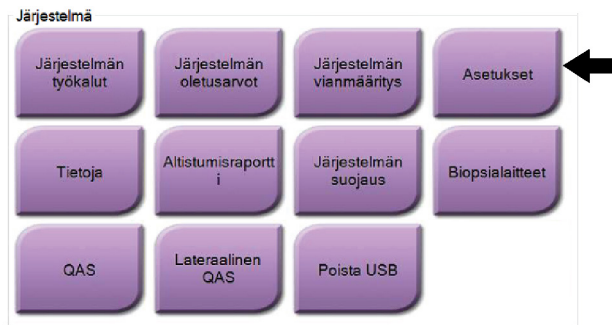 Järjestelmä
Järjestelmän
työkalut
Järjestelmän
oletusarvot
Järjestelmän
vianmääritys
Asetukset
Tietoja
Altistumisraportt
i
Järjestelmän
suojaus
Biopsialaitteet
QAS
Lateraalinen
QAS
Poista USB